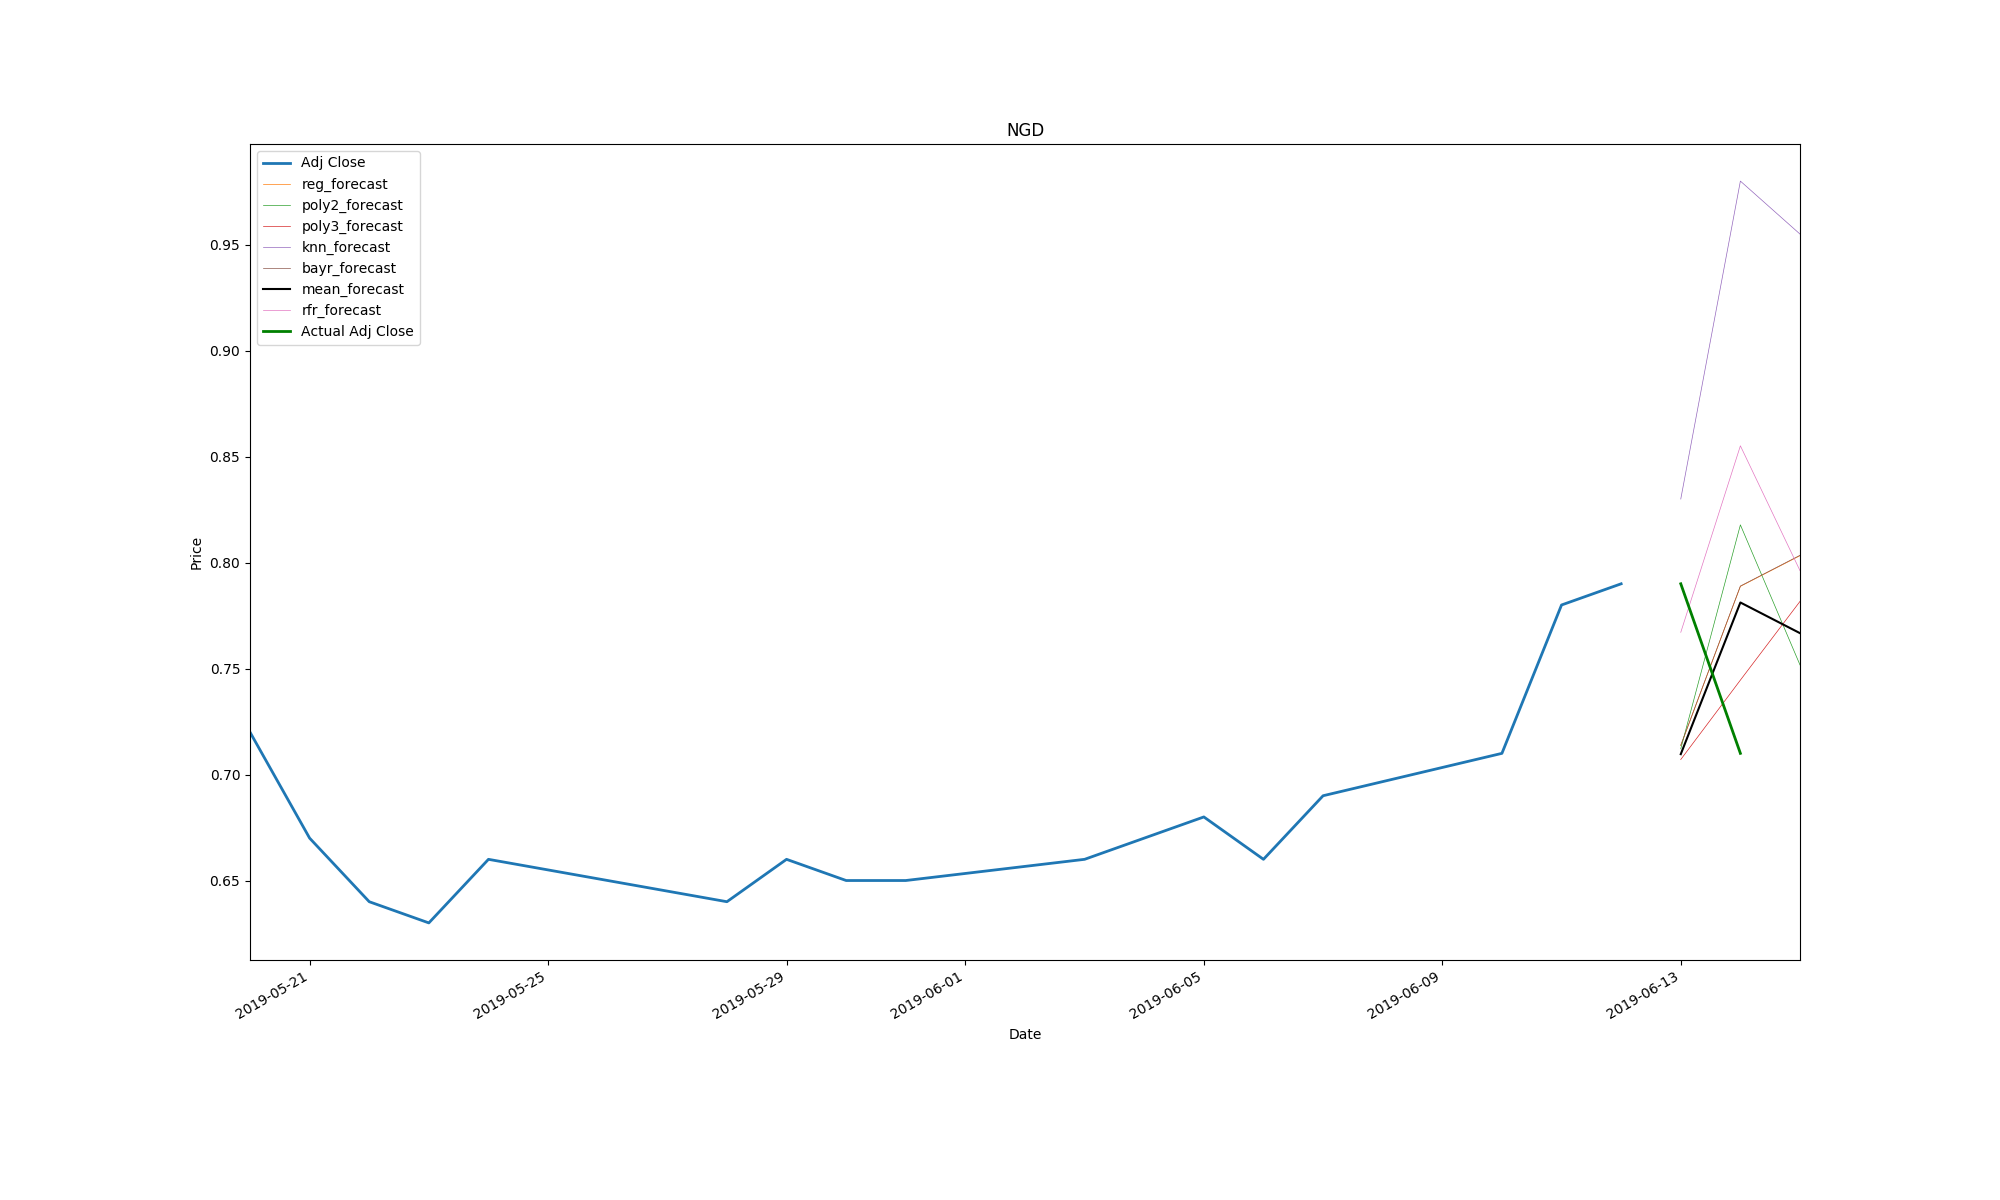 NGD
Adj Close
reg_forecast
poly2_forecast
poly3_forecast
knn_forecast
bayr_forecast
mean_forecast
rfr_forecast
Actual Adj Close
0.95
0.90
0.85
0.80
0.75
0.70
0.65
Price
2019-05-21
2019-05-25
2019-05-29
2019-06-01
2019-06-05
2019-06-09
2019-06-13
Date